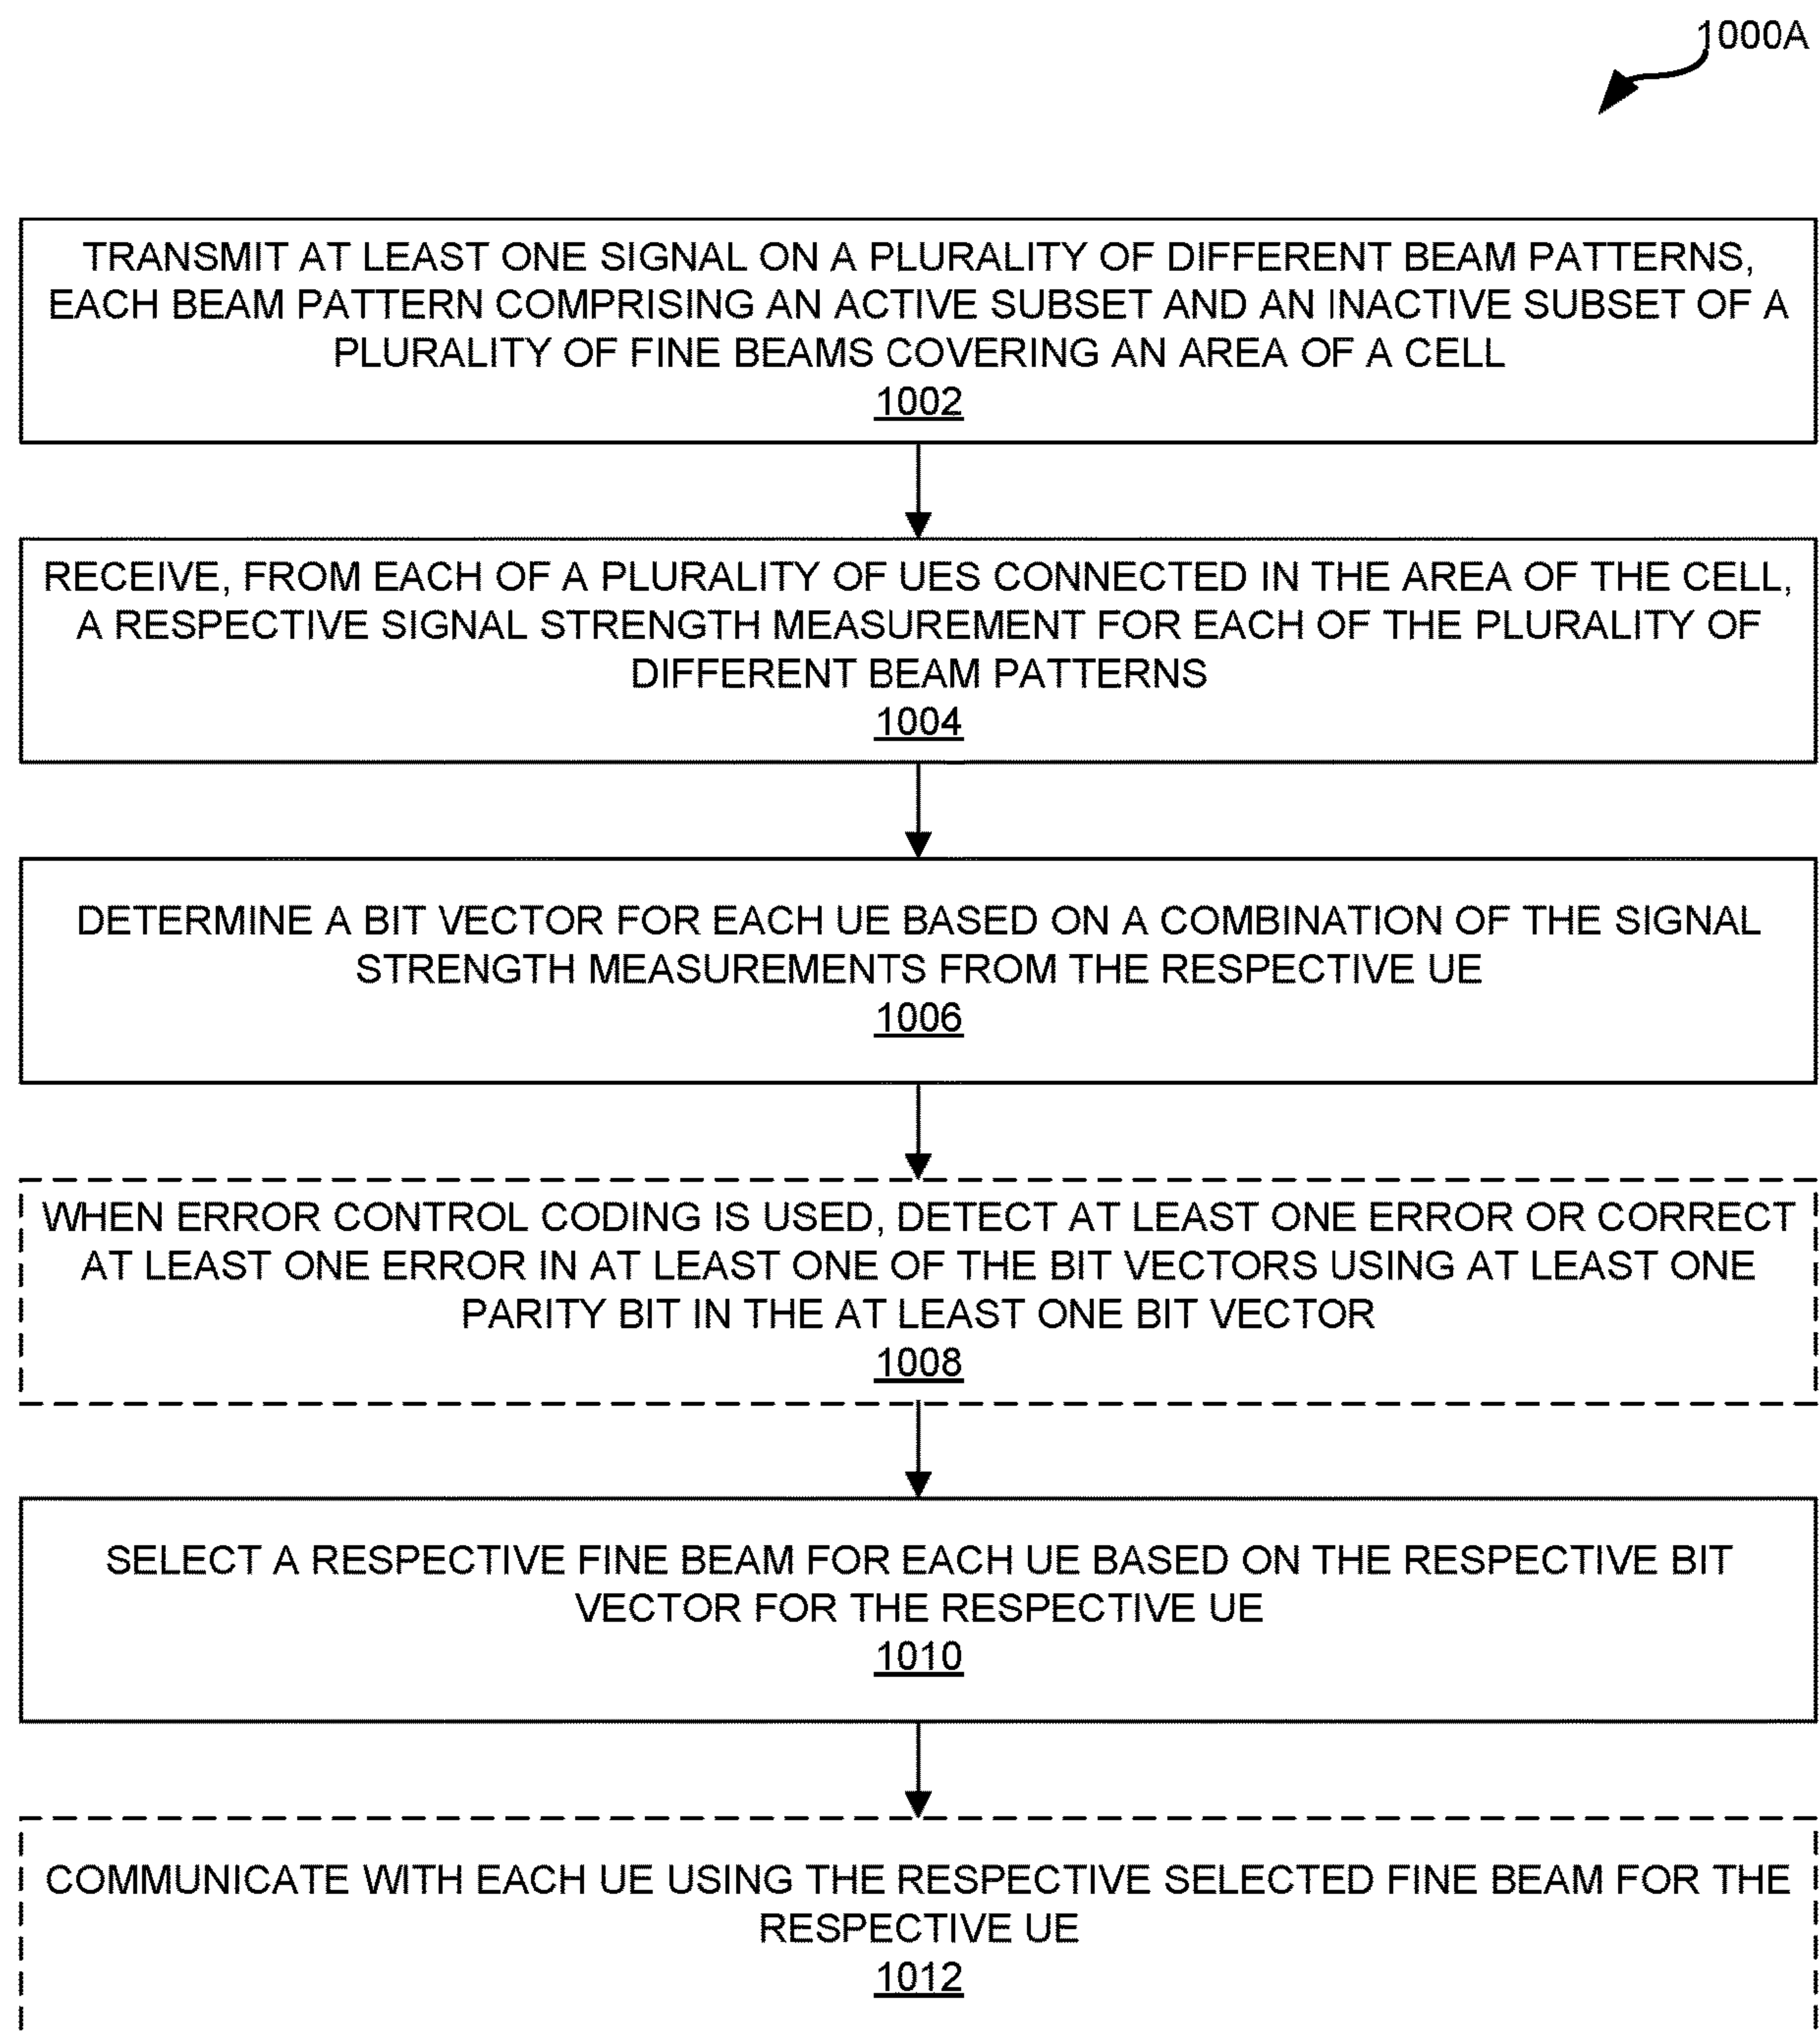 1000A
TRANSMIT AT LEAST ONE SIGNAL ON A PLURALITY OF DIFFERENT BEAM PATTERNS,
EACH BEAM PATTERN COMPRISING AN ACTIVE SUBSET AND AN INACTIVE SUBSET OF A
PLURALITY OF FINE BEAMS COVERING AN AREA OF A CELL
1002
RECEIVE, FROM EACH OF A PLURALITY OF UES CONNECTED IN THE AREA OF THE CELL,
A RESPECTIVE SIGNAL STRENGTH MEASUREMENT FOR EACH OF THE PLURALITY OF
DIFFERENT BEAM PATTERNS
1004
DETERMINE A BIT VECTOR FOR EACH UE BASED ON A COMBINATION OF THE SIGNAL
STRENGTH MEASUREMENTS FROM THE RESPECTIVE UE
1006
WHEN ERROR CONTROL CODING IS USED, DETECT AT LEAST ONE ERROR OR CORRECT
AT LEAST ONE ERROR IN AT LEAST ONE OF THE BIT VECTORS USING AT LEAST ONE
PARITY BIT IN THE AT LEAST ONE BIT VECTOR
1008
SELECT A RESPECTIVE FINE BEAM FOR EACH UE BASED ON THE RESPECTIVE BIT
VECTOR FOR THE RESPECTIVE UE
1010
COMMUNICATE WITH EACH UE USING THE RESPECTIVE SELECTED FINE BEAM FOR THE
RESPECTIVE UE
1012